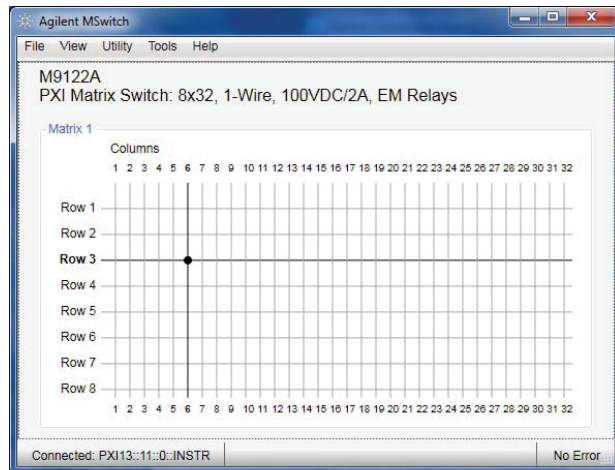 Agilent MSwitch
File View Utility Tools Help
M9122A
PXI Matrix Switch: 8x32, 1-Wire, 100VDC/2A, EM Relays
Matrix 1
Columns
1 2 3 4 5 6 7 8 9 10 11 12 13 14 15 16 17 18 19 20 21 22 23 24 25 26 27 28 29 30 31 32
Row 1
Row 2
Row 3
Row 4
Row 5
Row 6
Row 7
Row 8
1 2 3 4 5 6 7 8 9 10 11 12 13 14 15 16 17 18 19 20 21 22 23 24 25 26 27 28 29 30 31 32
Connected: PXI13::11::0::INSTR No Error